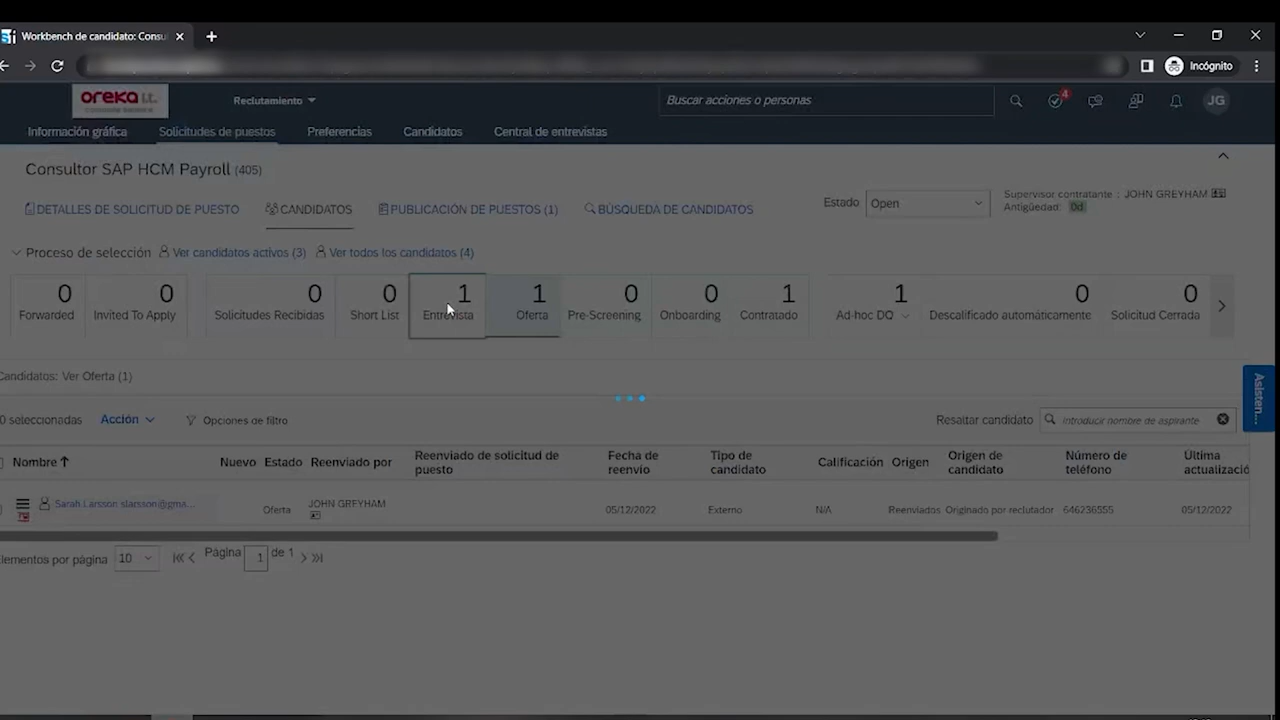 Workbench de candidato: Consu
Incógnito
oreka i.t.
Reclutamiento
Buscar acciones o personas
4
JG
Información gráfica
Solicitudes de puestos
Preferencias
Candidatos
Central de entrevistas
Consultor SAP HCM Payroll (405)
DETALLES DE SOLICITUD DE PUESTO
CANDIDATOS
PUBLICACIÓN DE PUESTOS (1)
BÚSQUEDA DE CANDIDATOS
Estado
Open
Supervisor contratante : JOHN GREYHAM
Antigüedad: 0d
Proceso de selección
Ver candidatos activos (3)
Ver todos los candidatos (4)
0 Forwarded
0 Invited To Apply
0 Solicitudes Recibidas
0 Short List
1 Entrevista
1 Oferta
0 Pre-Screening
0 Onboarding
1 Contratado
1 Ad-hoc DQ
0 Descalificado automáticamente
0 Solicitud Cerrada
Asisten...
Candidatos: Ver Oferta (1)
0 seleccionadas
Acción
Opciones de filtro
Resaltar candidato
Introducir nombre de aspirante
Nombre
Nuevo
Estado
Reenviado por
Reenviado de solicitud de
puesto
Fecha de
reenvío
Tipo de
candidato
Calificación
Origen
Origen de
candidato
Número de
teléfono
Última
actualizació
Sarah Larsson slarsson@gma...
Oferta
JOHN GREYHAM
05/12/2022
Externo
N/A
Reenviados
Originado por reclutador
646236555
05/12/2022
Elementos por página
10
Página 1 de 1